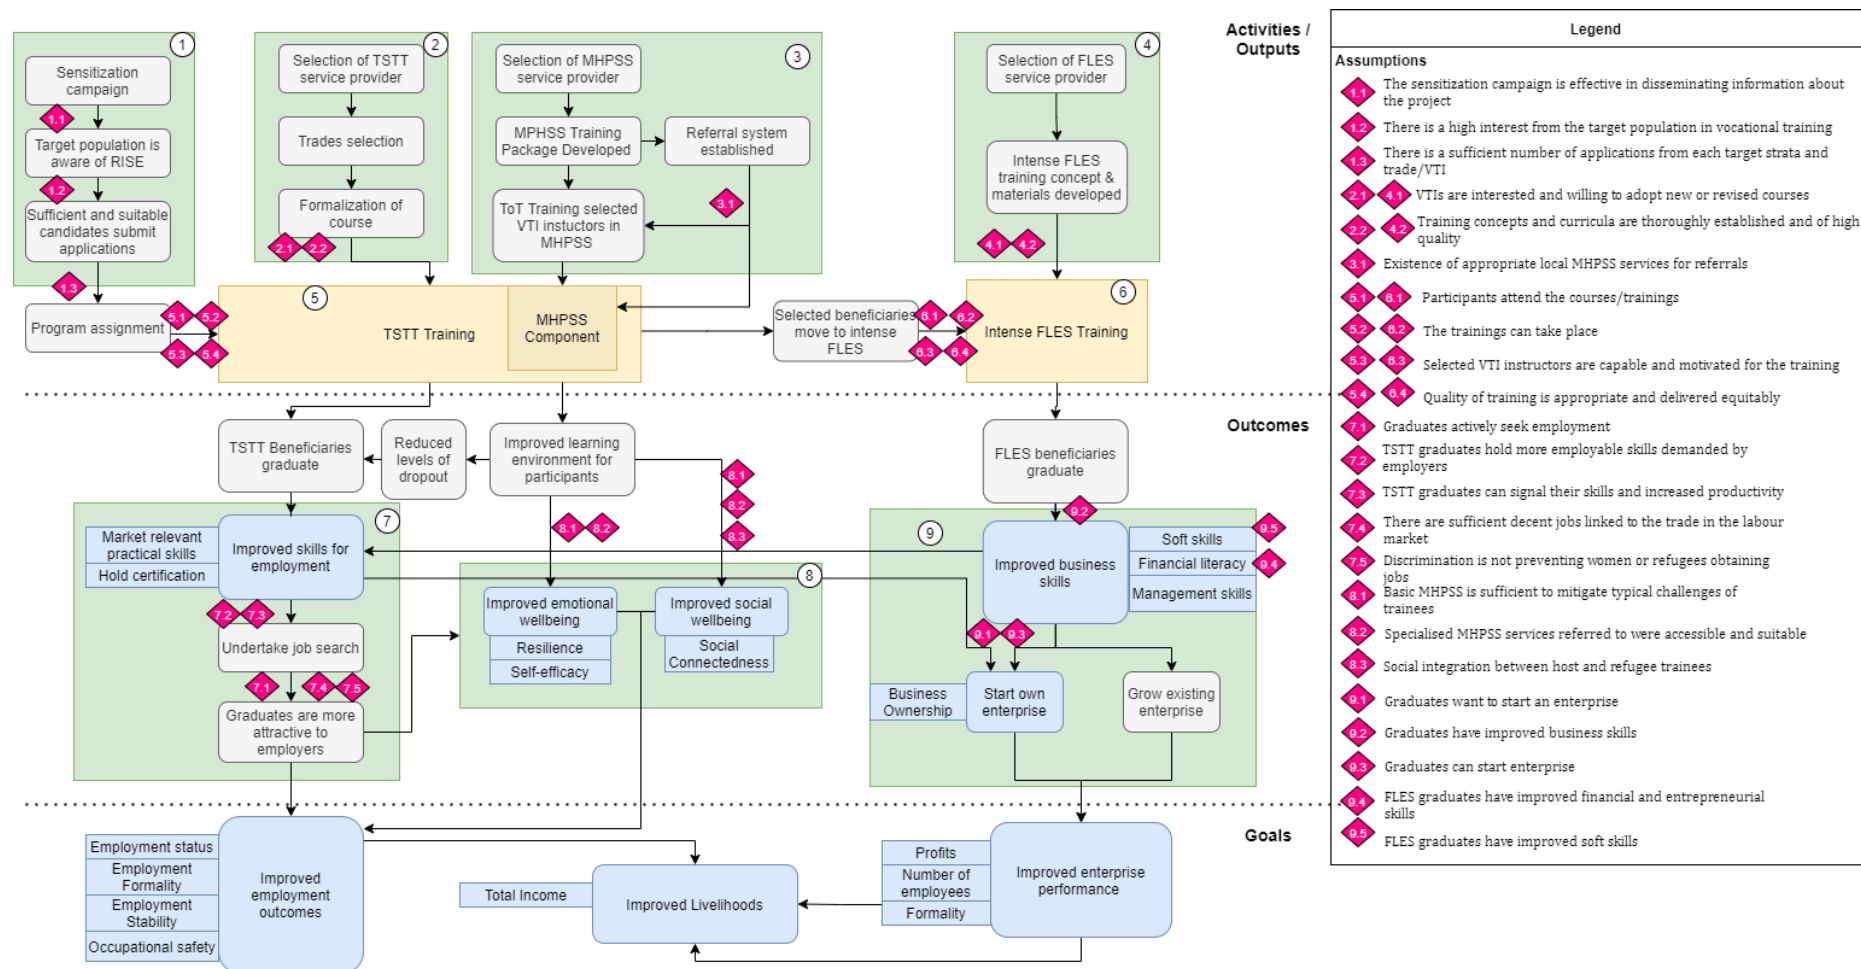 Activities /
Outputs
1
Sensitization
campaign
1.1
Target population is
aware of RISE
1.2
Sufficient and suitable
candidates submit
applications
1.3
Program assignment
5.1
5.2
5.3
5.4
2
Selection of TSTT
service provider
Trades selection
Formalization of
course
2.1
2.2
3
Selection of MHPSS
service provider
MPHSS Training
Package Developed
Referral system
established
3.1
ToT Training selected
VTI instuctors in
MHPSS
4
Selection of FLES
service provider
Intense FLES
training concept &
materials developed
4.1
4.2
5
TSTT Training
MHPSS
Component
Selected beneficiaries
move to intense
FLES
6.1
6.2
6.3
6.4
6
Intense FLES Training
Outcomes
TSTT Beneficiaries
graduate
Reduced
levels of
dropout
Improved learning
environment for
participants
8.1
8.2
8.3
8.1
8.2
FLES beneficiaries
graduate
9.2
7
Market relevant
practical skills
Hold certification
Improved skills for
employment
7.2
7.3
Undertake job search
7.1
7.4
7.5
Graduates are more
attractive to
employers
8
Improved emotional
wellbeing
Resilience
Self-efficacy
Improved social
wellbeing
Social
Connectedness
9
Improved business
skills
Soft skills
9.5
Financial literacy
9.4
Management skills
9.1
9.3
Business
Ownership
Start own
enterprise
Grow existing
enterprise
Goals
Employment status
Employment
Formality
Employment
Stability
Occupational safety
Improved
employment
outcomes
Total Income
Improved Livelihoods
Profits
Number of
employees
Formality
Improved enterprise
performance
Legend
Assumptions
1.1 The sensitization campaign is effective in disseminating information about
the project
1.2 There is a high interest from the target population in vocational training
1.3 There is a sufficient number of applications from each target strata and
trade/VTI
2.1 4.1 VTIs are interested and willing to adopt new or revised courses
2.2 4.2 Training concepts and curricula are thoroughly established and of high
quality
3.1 Existence of appropriate local MHPSS services for referrals
5.1 6.1 Participants attend the courses/trainings
5.2 6.2 The trainings can take place
5.3 6.3 Selected VTI instructors are capable and motivated for the training
5.4 6.4 Quality of training is appropriate and delivered equitably
7.1 Graduates actively seek employment
7.2 TSTT graduates hold more employable skills demanded by
employers
7.3 TSTT graduates can signal their skills and increased productivity
7.4 There are sufficient decent jobs linked to the trade in the labour
market
7.5 Discrimination is not preventing women or refugees obtaining
jobs
8.1 Basic MHPSS is sufficient to mitigate typical challenges of
trainees
8.2 Specialised MHPSS services referred to were accessible and suitable
8.3 Social integration between host and refugee trainees
9.1 Graduates want to start an enterprise
9.2 Graduates have improved business skills
9.3 Graduates can start enterprise
9.4 FLES graduates have improved financial and entrepreneurial
skills
9.5 FLES graduates have improved soft skills